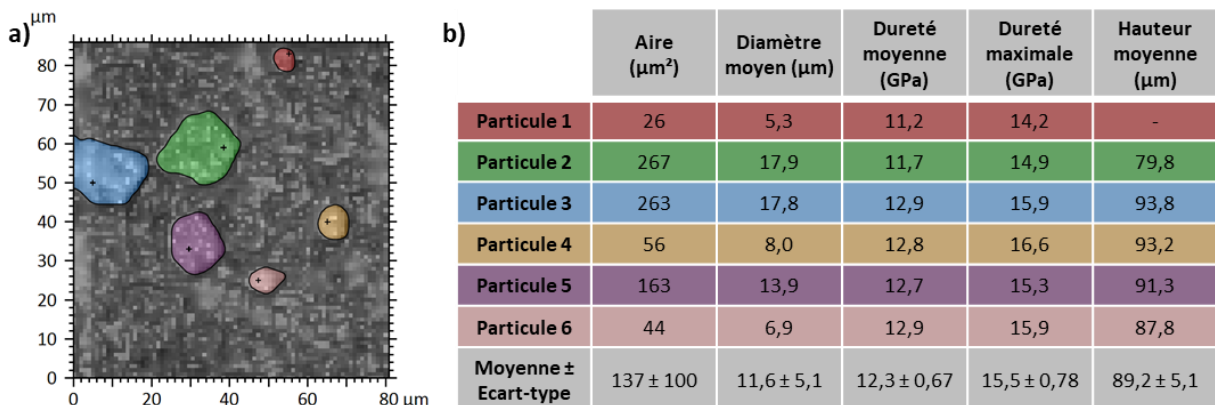 a)
µm
80
70
60
50
40
30
20
10
0
0 20 40 60 80 µm
b)
Aire (µm²) Diamètre moyen (µm) Dureté moyenne (GPa) Dureté maximale (GPa) Hauteur moyenne (µm)
Particule 1 26 5,3 11,2 14,2 -
Particule 2 267 17,9 11,7 14,9 79,8
Particule 3 263 17,8 12,9 15,9 93,8
Particule 4 56 8,0 12,8 16,6 93,2
Particule 5 163 13,9 12,7 15,3 91,3
Particule 6 44 6,9 12,9 15,9 87,8
Moyenne ± Ecart-type 137 ± 100 11,6 ± 5,1 12,3 ± 0,67 15,5 ± 0,78 89,2 ± 5,1